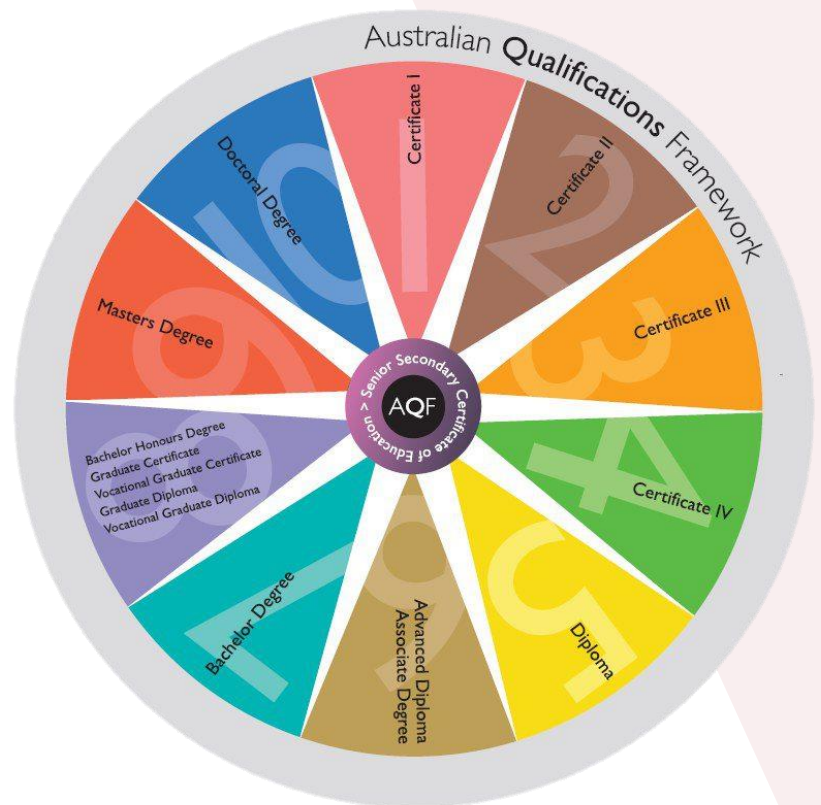 Australian Qualifications Framework
1
Certificate I
2
Certificate II
3
Certificate III
4
Certificate IV
5
Diploma
6
Advanced Diploma
Associate Degree
7
Bachelor Degree
8
Bachelor Honours Degree
Graduate Certificate
Vocational Graduate Certificate
Graduate Diploma
Vocational Graduate Diploma
9
Masters Degree
10
Doctoral Degree
AQF
> Senior Secondary Certificate of Education